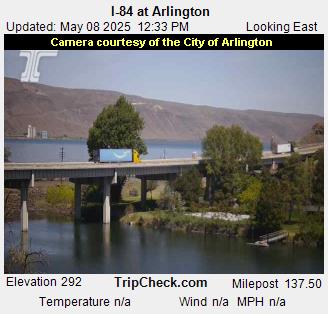 I-84 at Arlington
Updated: May 08 2025 12:33 PM Looking East
Camera courtesy of the City of Arlington
Elevation 292 TripCheck.com Milepost 137.50
Temperature n/a Wind n/a MPH n/a